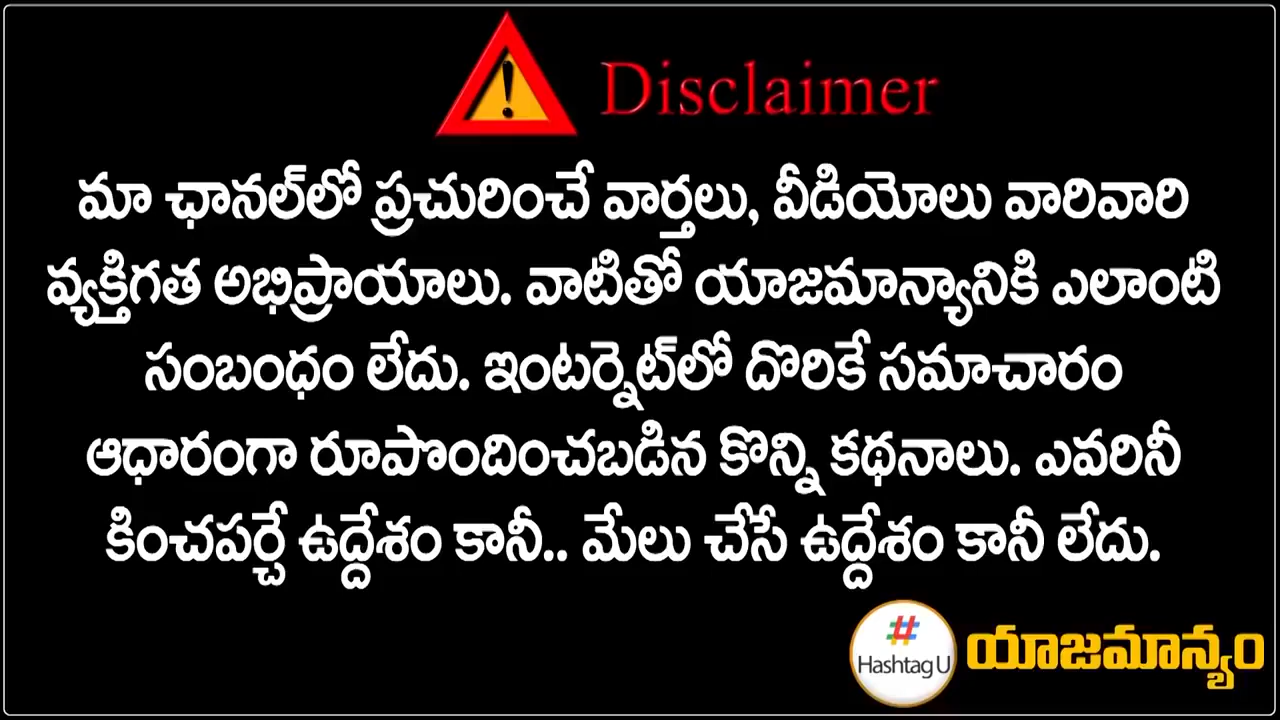 Disclaimer
మా ఛానల్‌లో ప్రచురించే వార్తలు, వీడియోలు వారివారి
వ్యక్తిగత అభిప్రాయాలు. వాటితో యాజమాన్యానికి ఎలాంటి
సంబంధం లేదు. ఇంటర్నెట్‌లో దొరికే సమాచారం
ఆధారంగా రూపొందించబడిన కొన్ని కథనాలు. ఎవరినీ
కించపర్చే ఉద్దేశం కానీ.. మేలు చేసే ఉద్దేశం కానీ లేదు.
# HashtagU
యాజమాన్యం